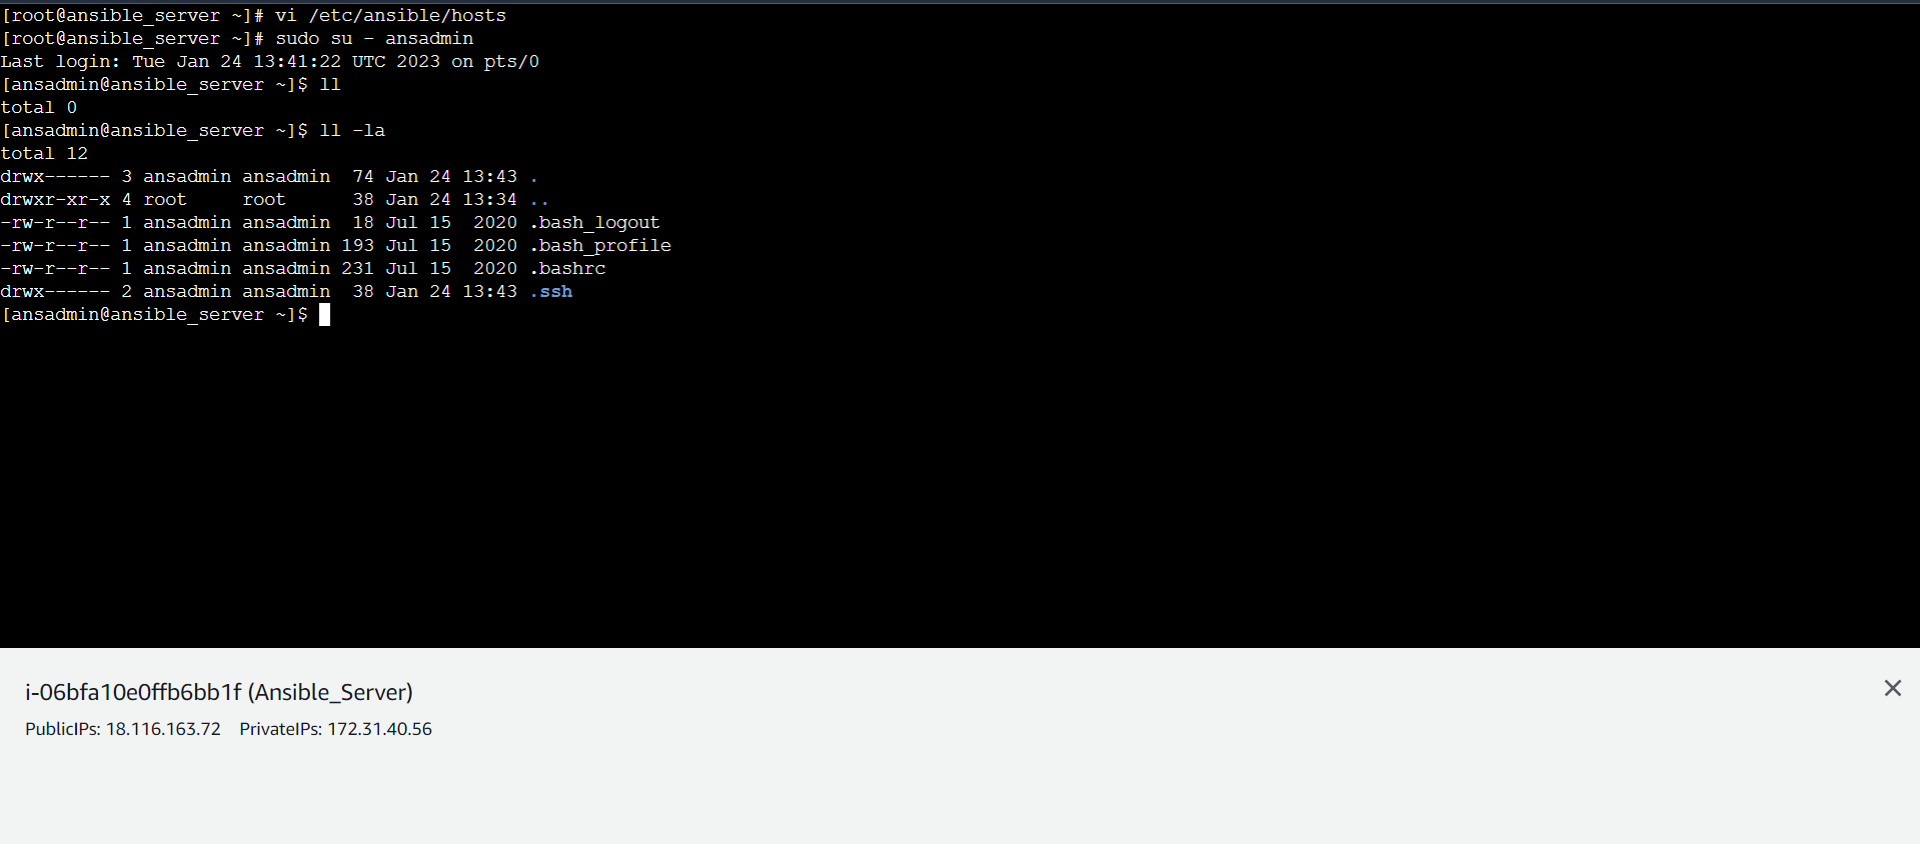 [root@ansible_server ~]# vi /etc/ansible/hosts
[root@ansible_server ~]# sudo su - ansadmin
Last login: Tue Jan 24 13:41:22 UTC 2023 on pts/0
[ansadmin@ansible_server ~]$ ll
total 0
[ansadmin@ansible_server ~]$ ll -la
total 12
drwx------ 3 ansadmin ansadmin  74 Jan 24 13:43 .
drwxr-xr-x 4 root     root      38 Jan 24 13:34 ..
-rw-r--r-- 1 ansadmin ansadmin  18 Jul 15  2020 .bash_logout
-rw-r--r-- 1 ansadmin ansadmin 193 Jul 15  2020 .bash_profile
-rw-r--r-- 1 ansadmin ansadmin 231 Jul 15  2020 .bashrc
drwx------ 2 ansadmin ansadmin  38 Jan 24 13:43 .ssh
[ansadmin@ansible_server ~]$
i-06bfa10e0ffb6bb1f (Ansible_Server)
PublicIPs: 18.116.163.72 PrivateIPs: 172.31.40.56